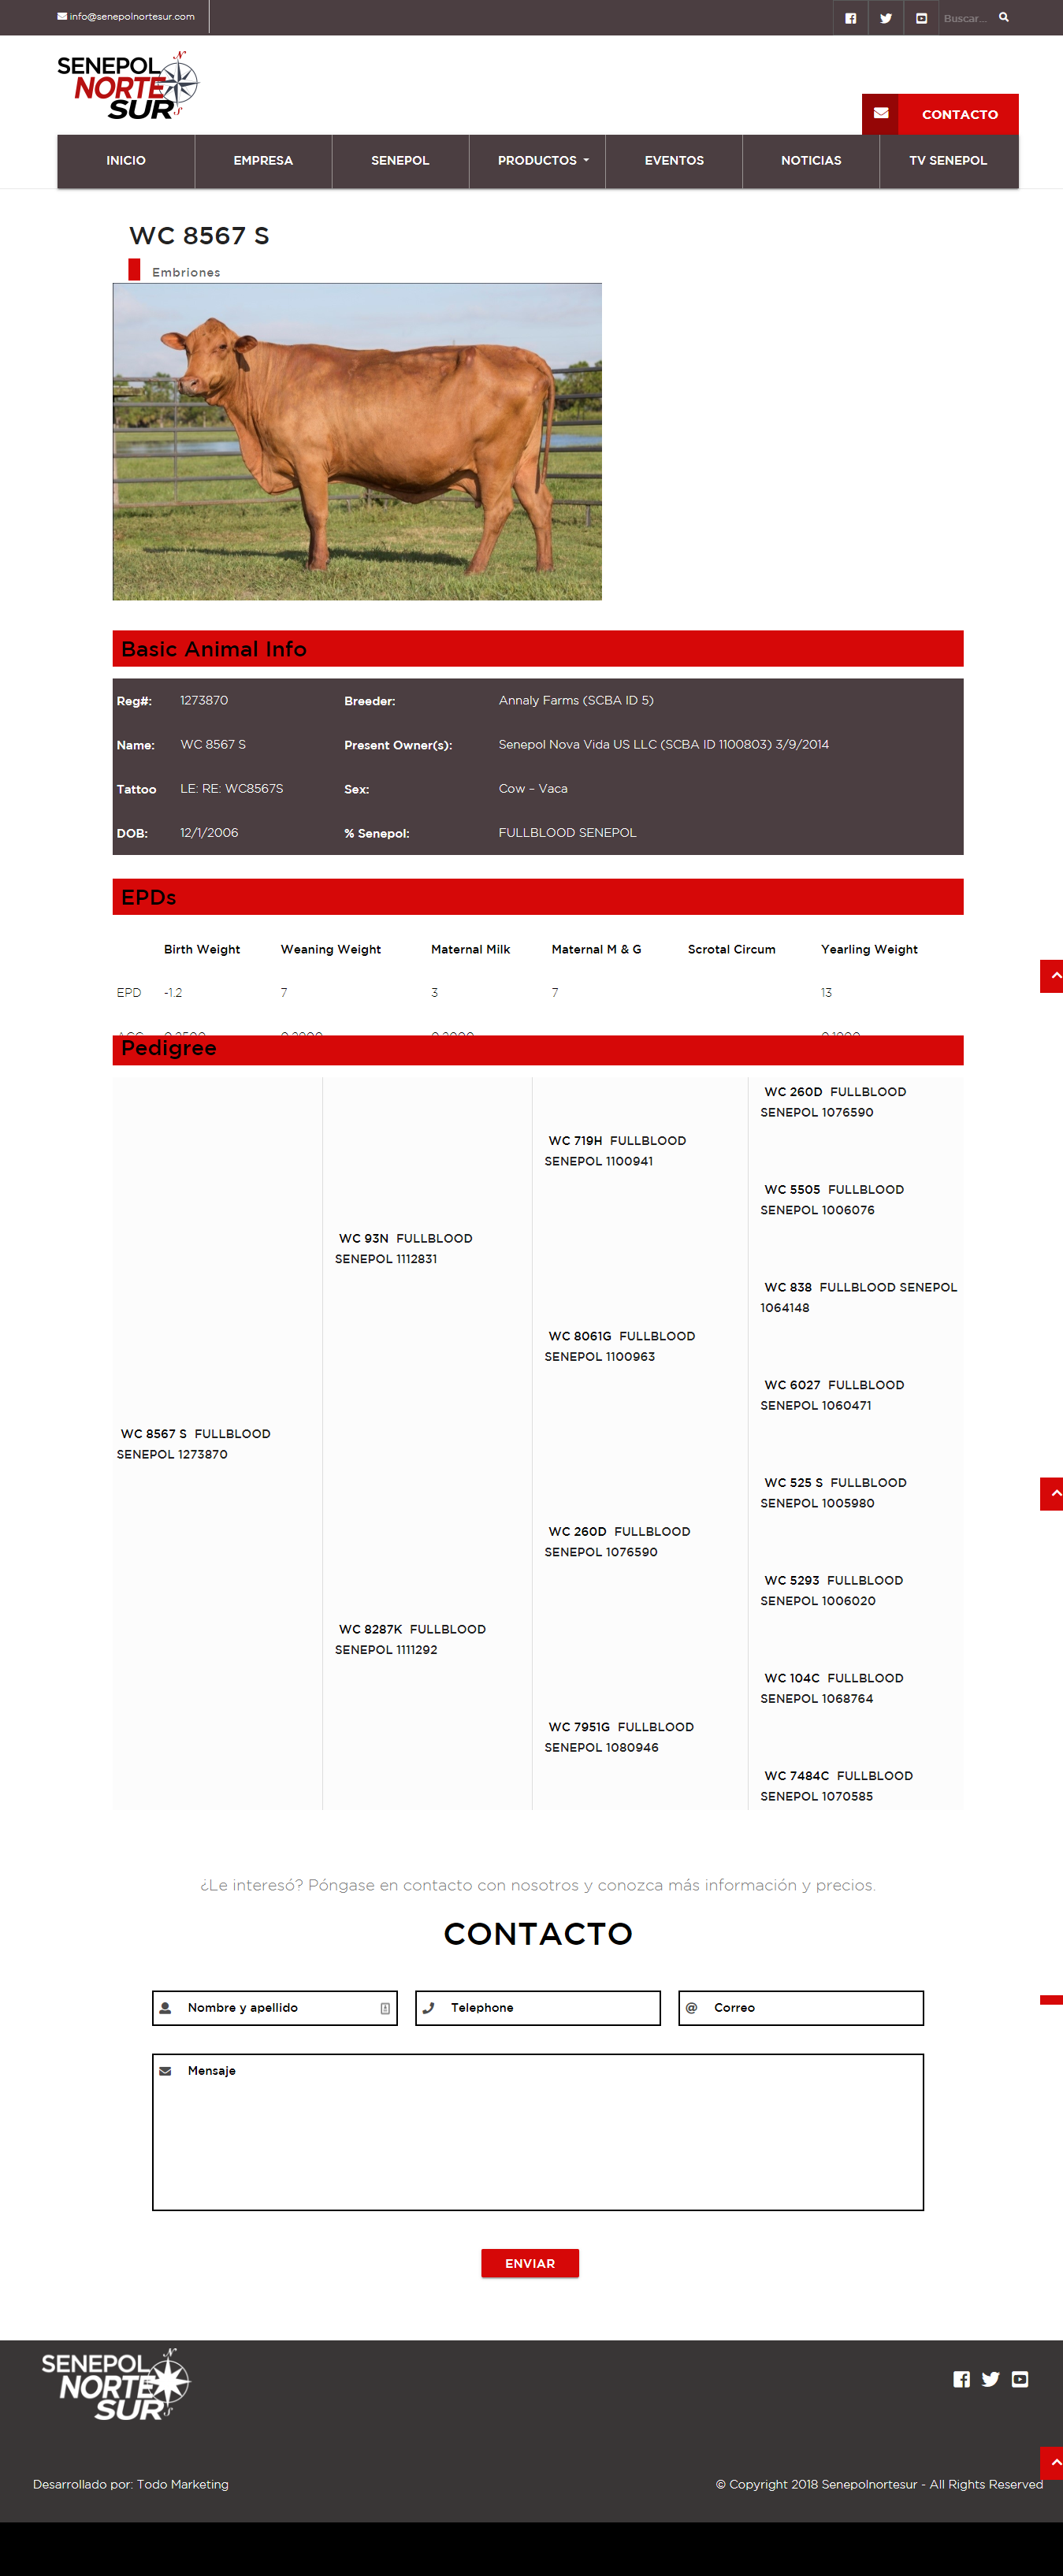 info@senepolnortesur.com
Buscar...
SENEPOL
NORTE
SUR
N
S
CONTACTO
INICIO
EMPRESA
SENEPOL
PRODUCTOS
EVENTOS
NOTICIAS
TV SENEPOL
WC 8567 S
Embriones
Basic Animal Info
Reg#: 1273870 Breeder: Annaly Farms (SCBA ID 5)
Name: WC 8567 S Present Owner(s): Senepol Nova Vida US LLC (SCBA ID 1100803) 3/9/2014
Tattoo LE: RE: WC8567S Sex: Cow – Vaca
DOB: 12/1/2006 % Senepol: FULLBLOOD SENEPOL
EPDs
Birth Weight Weaning Weight Maternal Milk Maternal M & G Scrotal Circum Yearling Weight
EPD -1.2 7 3 7 13
Pedigree
WC 260D FULLBLOOD
SENEPOL 1076590
WC 719H FULLBLOOD
SENEPOL 1100941
WC 5505 FULLBLOOD
SENEPOL 1006076
WC 93N FULLBLOOD
SENEPOL 1112831
WC 838 FULLBLOOD SENEPOL
1064148
WC 8061G FULLBLOOD
SENEPOL 1100963
WC 6027 FULLBLOOD
SENEPOL 1060471
WC 8567 S FULLBLOOD
SENEPOL 1273870
WC 525 S FULLBLOOD
SENEPOL 1005980
WC 260D FULLBLOOD
SENEPOL 1076590
WC 5293 FULLBLOOD
SENEPOL 1006020
WC 8287K FULLBLOOD
SENEPOL 1111292
WC 104C FULLBLOOD
SENEPOL 1068764
WC 7951G FULLBLOOD
SENEPOL 1080946
WC 7484C FULLBLOOD
SENEPOL 1070585
¿Le interesó? Póngase en contacto con nosotros y conozca más información y precios.
CONTACTO
Nombre y apellido
Telephone
Correo
Mensaje
ENVIAR
SENEPOL
NORTE
SUR
N
S
Desarrollado por: Todo Marketing
© Copyright 2018 Senepolnortesur - All Rights Reserved